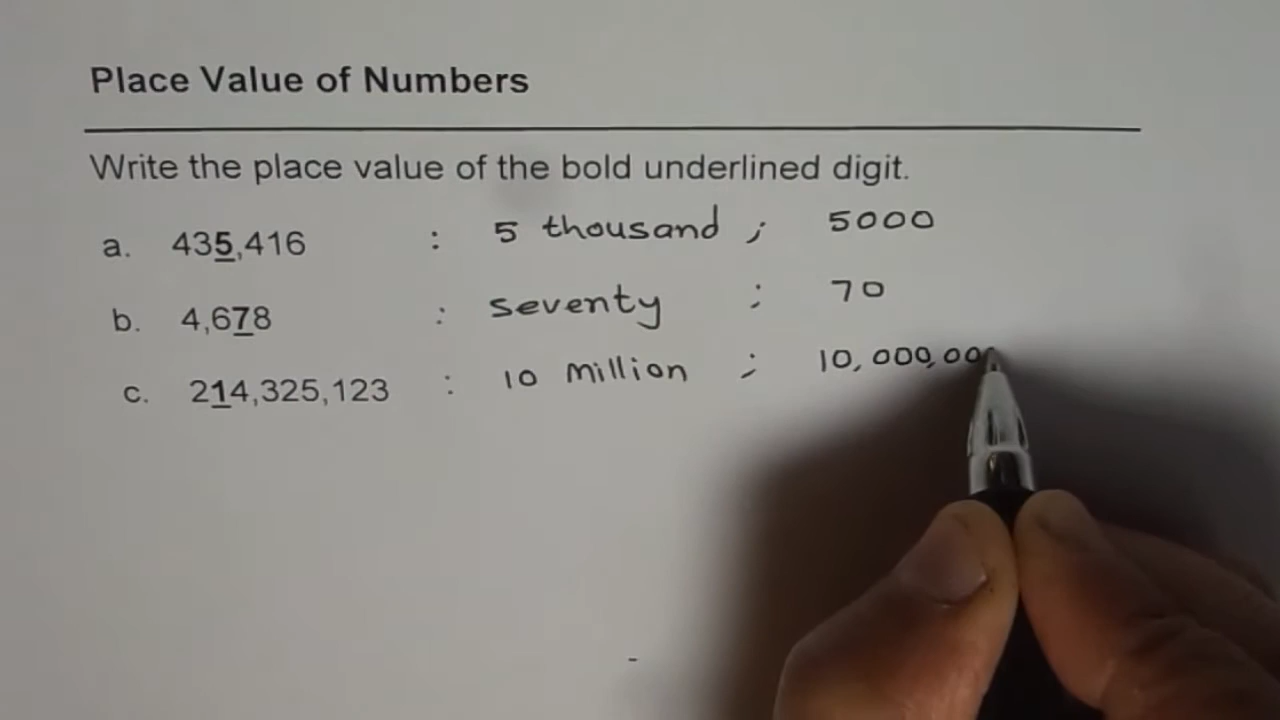 Place Value of Numbers
Write the place value of the bold underlined digit.
a. 435,416 : 5 thousand ; 5000
b. 4,678 : seventy ; 70
c. 214,325,123 : 10 million ; 10,000,000